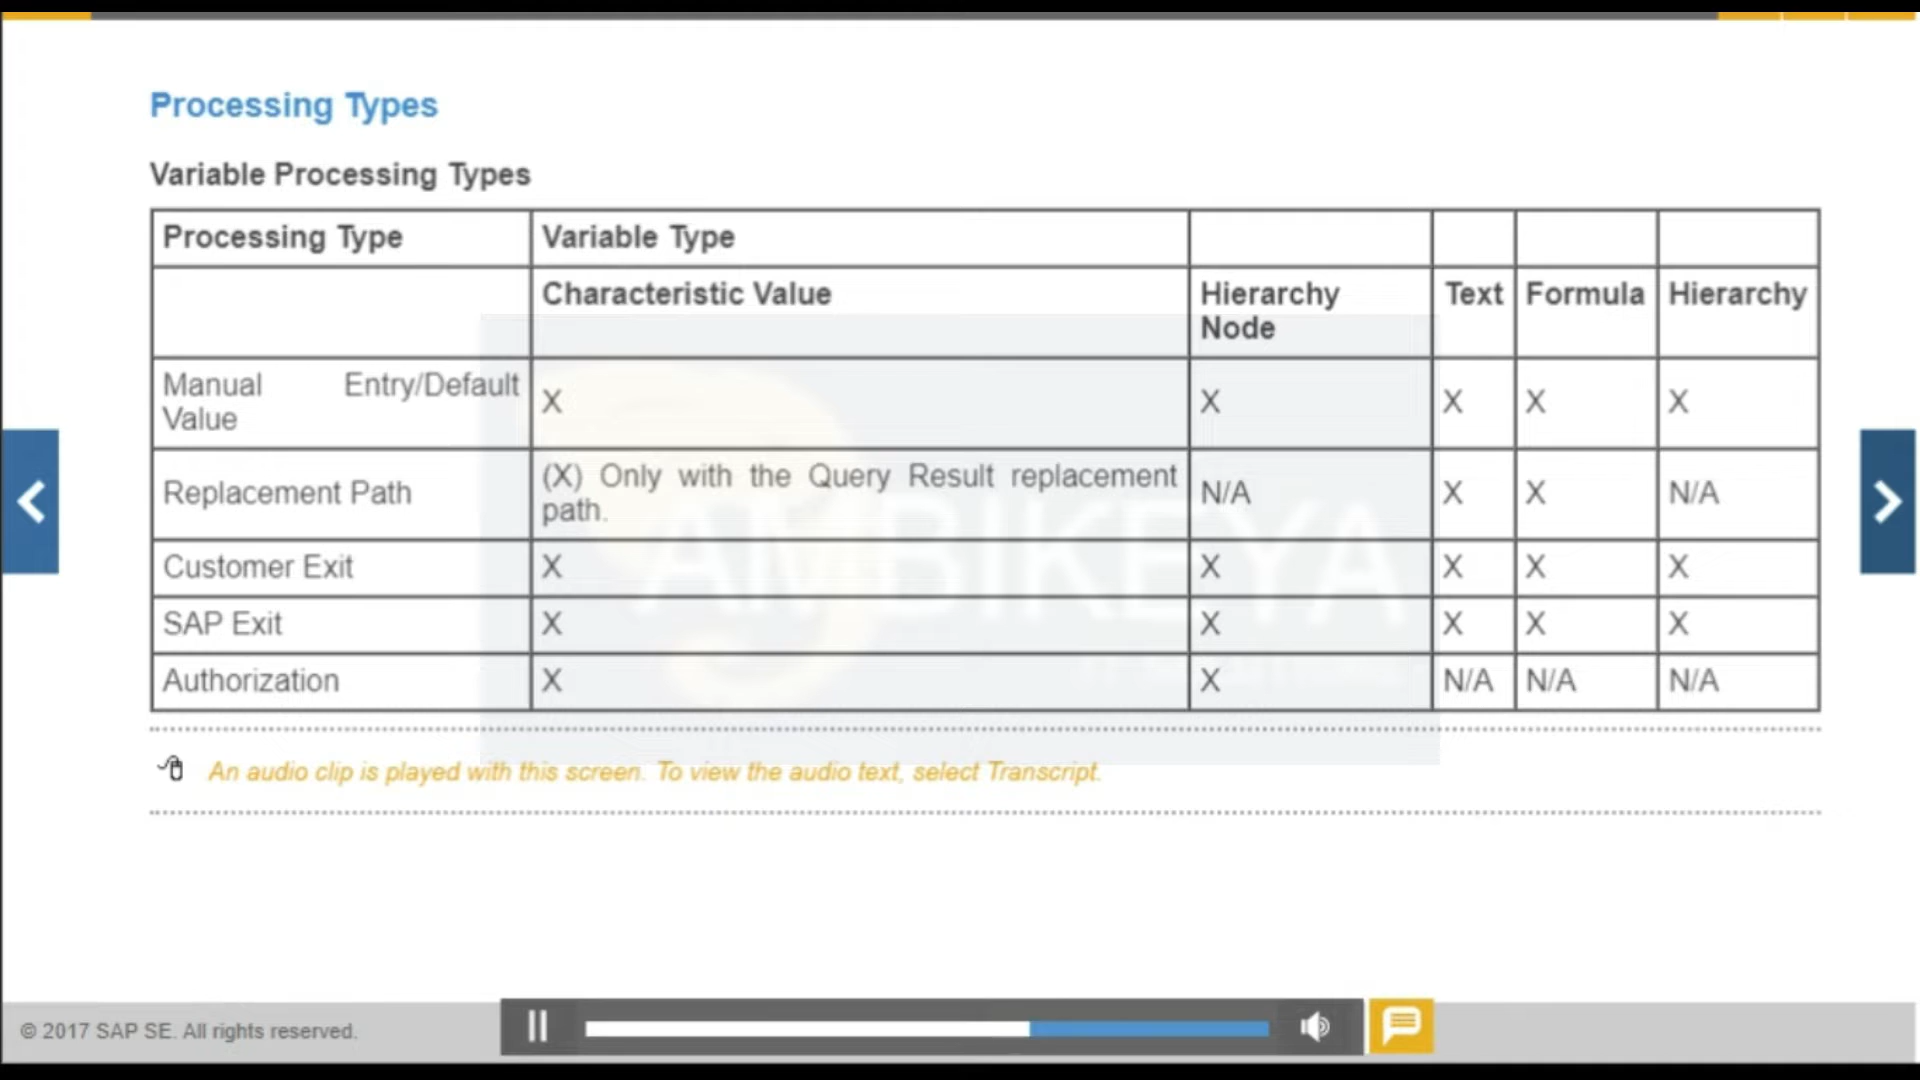 Processing Types
Variable Processing Types
Processing Type Variable Type
Characteristic Value Hierarchy Node Text Formula Hierarchy
Manual Entry/Default Value X X X X X
Replacement Path (X) Only with the Query Result replacement path. N/A X X N/A
Customer Exit X X X X X
SAP Exit X X X X X
Authorization X X N/A N/A N/A
An audio clip is played with this screen. To view the audio text, select Transcript.
AMBIKEYA
© 2017 SAP SE. All rights reserved.